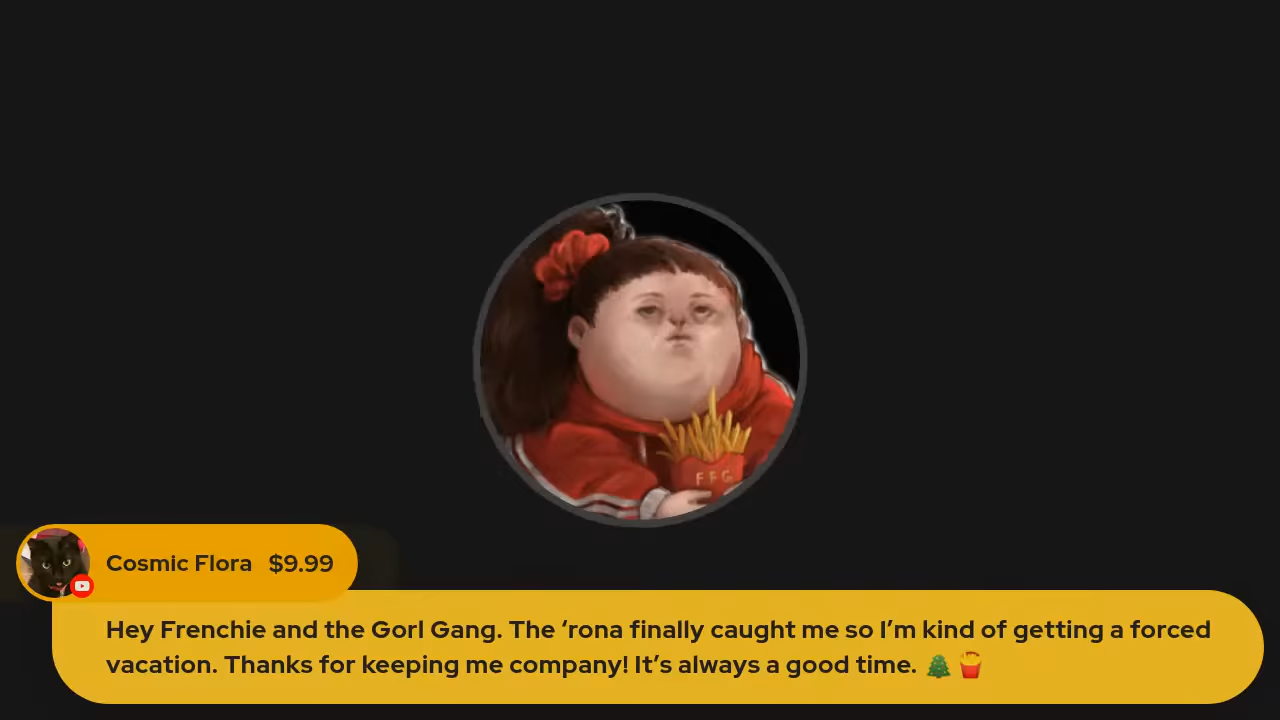 FFG
Cosmic Flora $9.99
Hey Frenchie and the Gorl Gang. The ‘rona finally caught me so I’m kind of getting a forced
vacation. Thanks for keeping me company! It’s always a good time. 🎄🍟